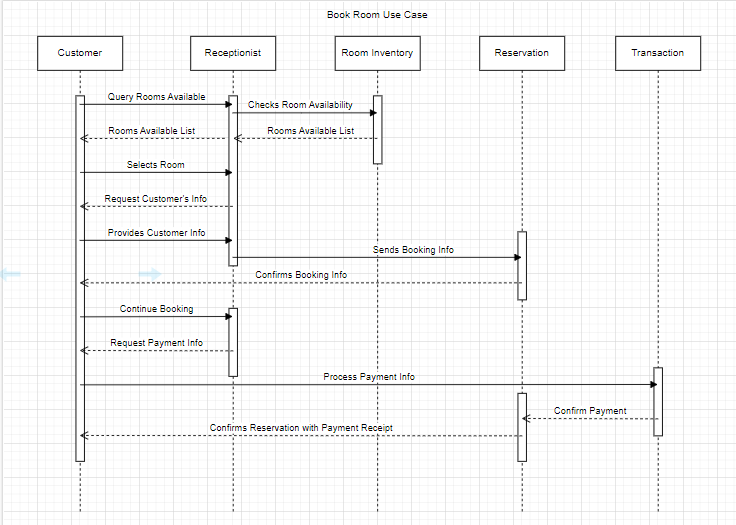 Book Room Use Case
Customer
Receptionist
Room Inventory
Reservation
Transaction
Query Rooms Available
Checks Room Availability
Rooms Available List
Rooms Available List
Selects Room
Request Customer's Info
Provides Customer Info
Sends Booking Info
Confirms Booking Info
Continue Booking
Request Payment Info
Process Payment Info
Confirm Payment
Confirms Reservation with Payment Receipt